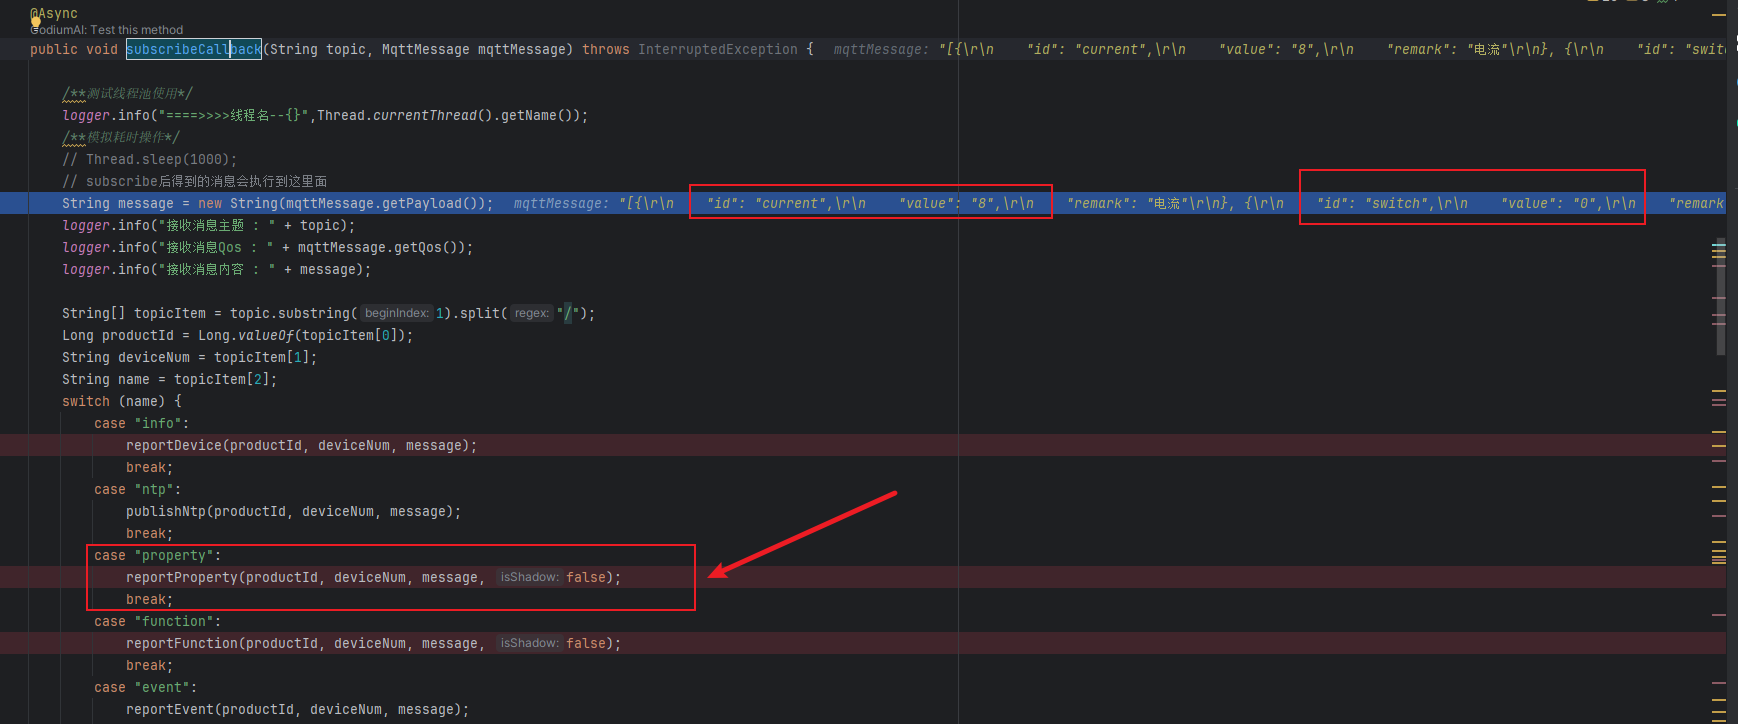 @Async
CodiumAI: Test this method
public void subscribeCallback(String topic, MqttMessage mqttMessage) throws InterruptedException {  mqttMessage: "[{\r\n    "id": "current",\r\n    "value": "8",\r\n    "remark": "电流"\r\n}, {\r\n    "id": "swit
/**测试线程池使用*/
logger.info("====>>>>线程名--{}",Thread.currentThread().getName());
/**模拟耗时操作*/
// Thread.sleep(1000);
// subscribe后得到的消息会执行到这里面
String message = new String(mqttMessage.getPayload());  mqttMessage: "[{\r\n    "id": "current",\r\n    "value": "8",\r\n    "remark": "电流"\r\n}, {\r\n    "id": "switch",\r\n    "value": "0",\r\n    "remark
logger.info("接收消息主题 : " + topic);
logger.info("接收消息Qos : " + mqttMessage.getQos());
logger.info("接收消息内容 : " + message);
String[] topicItem = topic.substring( beginIndex: 1).split( regex: "/");
Long productId = Long.valueOf(topicItem[0]);
String deviceNum = topicItem[1];
String name = topicItem[2];
switch (name) {
case "info":
reportDevice(productId, deviceNum, message);
break;
case "ntp":
publishNtp(productId, deviceNum, message);
break;
case "property":
reportProperty(productId, deviceNum, message, isShadow: false);
break;
case "function":
reportFunction(productId, deviceNum, message, isShadow: false);
break;
case "event":
reportEvent(productId, deviceNum, message);